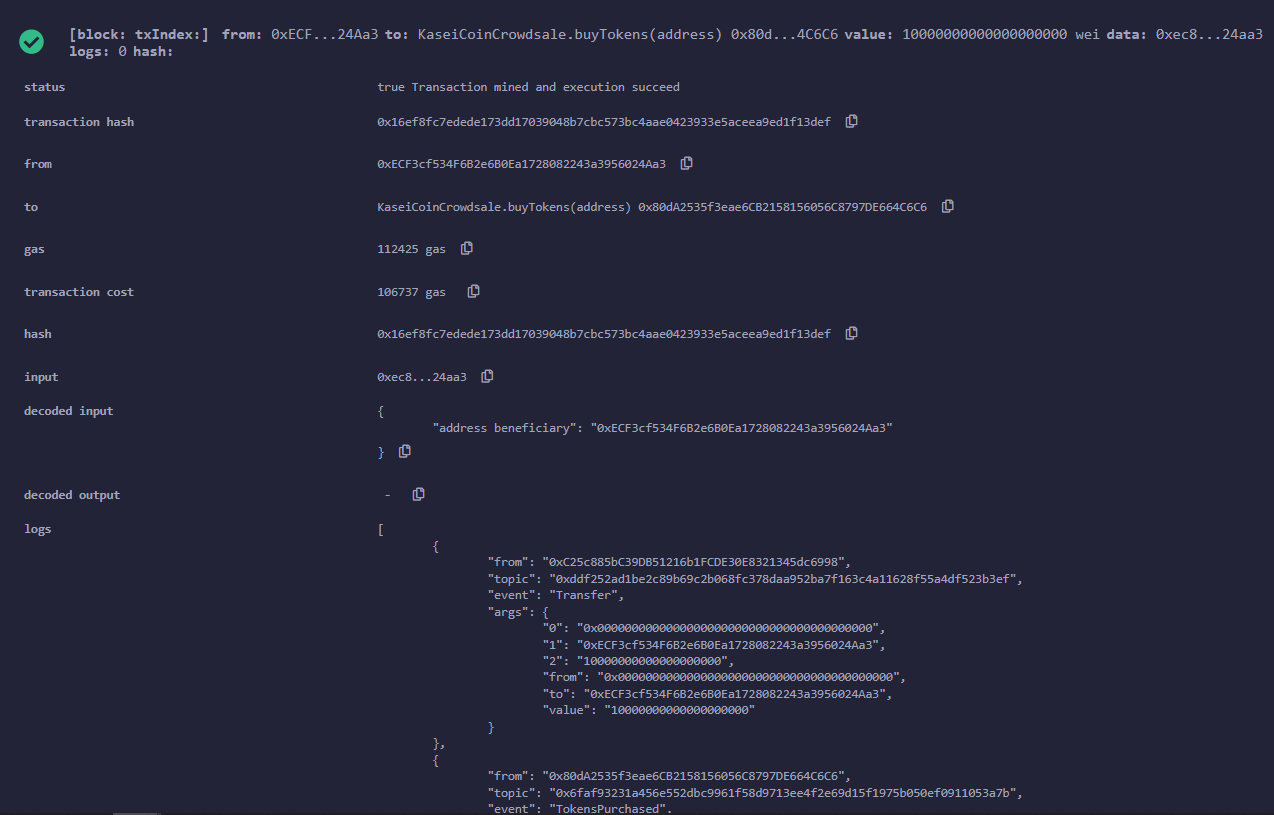 [block: txIndex:] from: 0xECF...24Aa3 to: KaseiCoinCrowdsale.buyTokens(address) 0x80d...4C6C6 value: 10000000000000000000 wei data: 0xec8...24aa3
logs: 0 hash:
status true Transaction mined and execution succeed
transaction hash 0x16ef8fc7edede173dd17039048b7cbc573bc4aae0423933e5aceea9ed1f13def
from 0xECF3cf534F6B2e6B0Ea1728082243a3956024Aa3
to KaseiCoinCrowdsale.buyTokens(address) 0x80dA2535f3eae6CB2158156056C8797DE664C6C6
gas 112425 gas
transaction cost 106737 gas
hash 0x16ef8fc7edede173dd17039048b7cbc573bc4aae0423933e5aceea9ed1f13def
input 0xec8...24aa3
decoded input {
"address beneficiary": "0xECF3cf534F6B2e6B0Ea1728082243a3956024Aa3"
}
decoded output -
logs [
{
"from": "0xC25c885bC39DB51216b1FCDE30E8321345dc6998",
"topic": "0xddf252ad1be2c89b69c2b068fc378daa952ba7f163c4a11628f55a4df523b3ef",
"event": "Transfer",
"args": {
"0": "0x0000000000000000000000000000000000000000",
"1": "0xECF3cf534F6B2e6B0Ea1728082243a3956024Aa3",
"2": "10000000000000000000",
"from": "0x0000000000000000000000000000000000000000",
"to": "0xECF3cf534F6B2e6B0Ea1728082243a3956024Aa3",
"value": "10000000000000000000"
}
},
{
"from": "0x80dA2535f3eae6CB2158156056C8797DE664C6C6",
"topic": "0x6faf93231a456e552dbc9961f58d9713ee4f2e69d15f1975b050ef0911053a7b",
"event": "TokensPurchased",